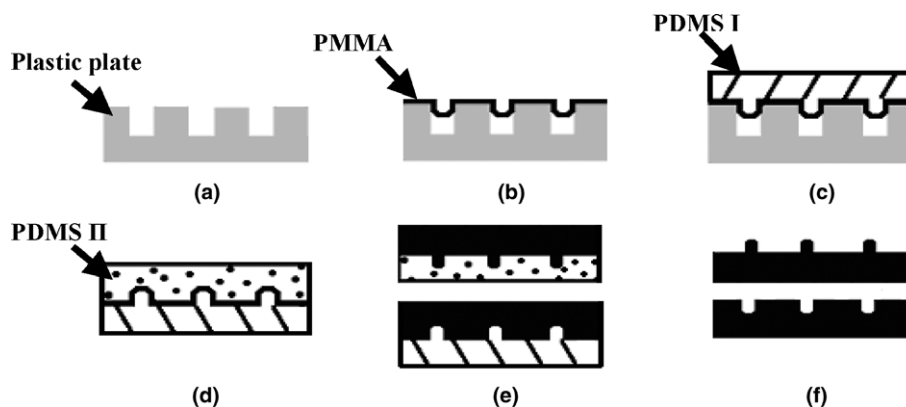 Plastic plate
PMMA
PDMS I
(a)
(b)
(c)
PDMS II
(d)
(e)
(f)